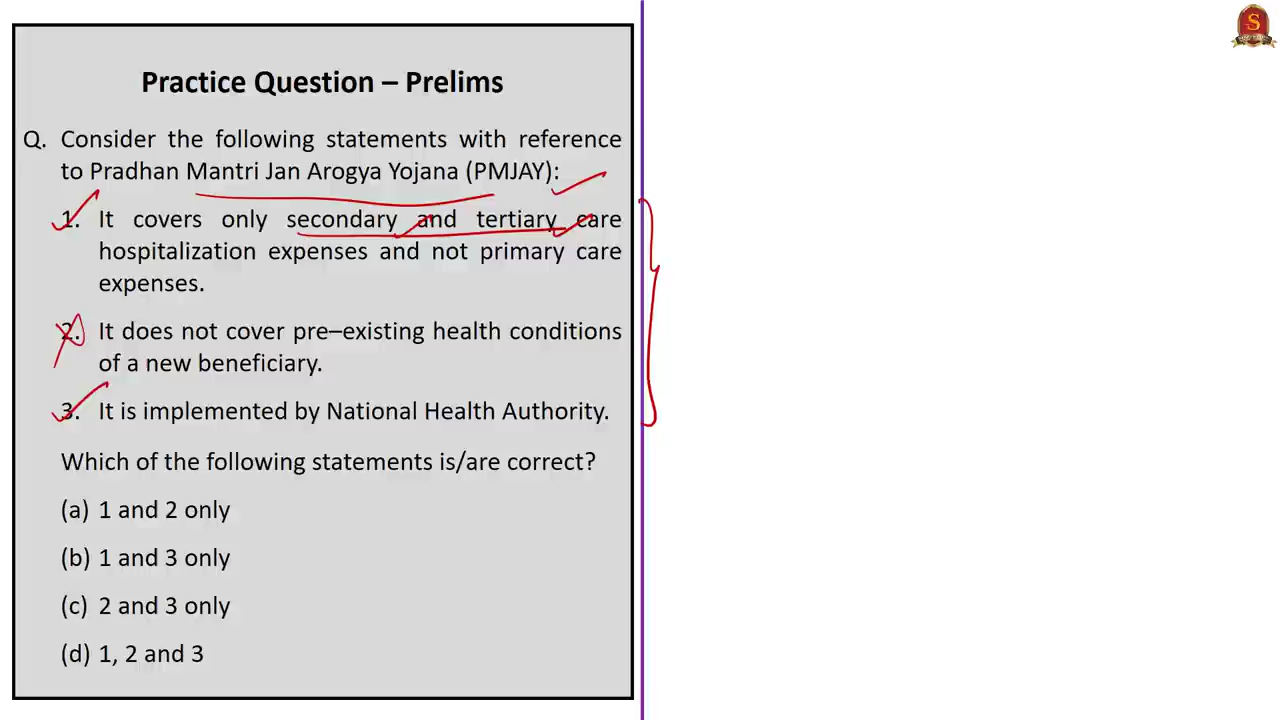 Practice Question – Prelims
Q. Consider the following statements with reference
to Pradhan Mantri Jan Arogya Yojana (PMJAY):
1. It covers only secondary and tertiary care
hospitalization expenses and not primary care
expenses.
2. It does not cover pre–existing health conditions
of a new beneficiary.
3. It is implemented by National Health Authority.
Which of the following statements is/are correct?
(a) 1 and 2 only
(b) 1 and 3 only
(c) 2 and 3 only
(d) 1, 2 and 3
S